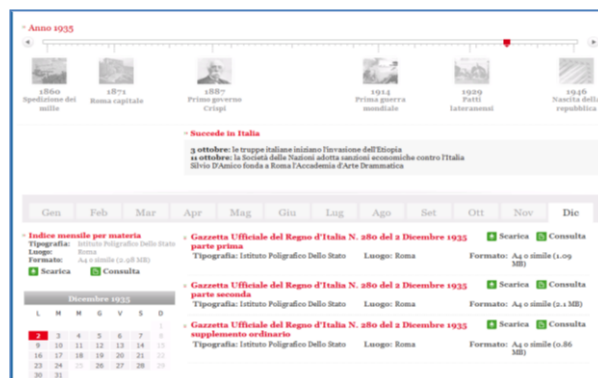 Anno 1935
1860
Spedizione dei
mille
1871
Roma capitale
1887
Primo governo
Crispi
1914
Prima guerra
mondiale
1929
Patti
lateranensi
1946
Nascita della
repubblica
Succede in Italia
3 ottobre: le truppe italiane iniziano l'invasione dell'Etiopia
11 ottobre: la Società delle Nazioni adotta sanzioni economiche contro l'Italia
Silvio D'Amico fonda a Roma l'Accademia d'Arte Drammatica
Gen Feb Mar Apr Mag Giu Lug Ago Set Ott Nov Dic
Indice mensile per materia
Tipografia: Istituto Poligrafico Dello Stato
Luogo: Roma
Formato: A4 o simile (2.98 MB)
Scarica Consulta
Dicembre 1935
L M M G V S D
1
2 3 4 5 6 7 8
9 10 11 12 13 14 15
16 17 18 19 20 21 22
23 24 25 26 27 28 29
30 31
Gazzetta Ufficiale del Regno d'Italia N. 280 del 2 Dicembre 1935
parte prima
Scarica Consulta
Tipografia: Istituto Poligrafico Dello Stato Luogo: Roma Formato: A4 o simile (1.09
MB)
Gazzetta Ufficiale del Regno d'Italia N. 280 del 2 Dicembre 1935
parte seconda
Scarica Consulta
Tipografia: Istituto Poligrafico Dello Stato Luogo: Roma Formato: A4 o simile (2.1 MB)
Gazzetta Ufficiale del Regno d'Italia N. 280 del 2 Dicembre 1935
supplemento ordinario
Scarica Consulta
Tipografia: Istituto Poligrafico Dello Stato Luogo: Roma Formato: A4 o simile (0.86
MB)